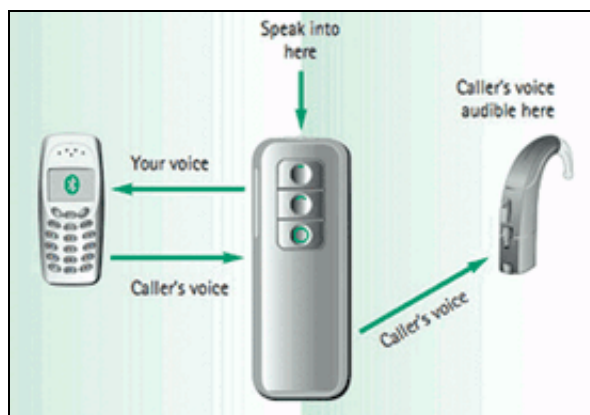 Speak into
here
Caller's voice
audible here
Your voice
Caller's voice
Caller's voice